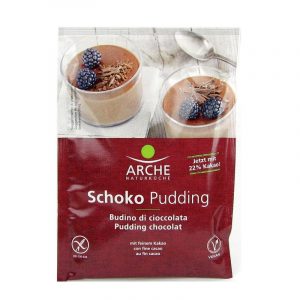 Jetzt mit
22% Kakao!
ARCHE
NATURKÜCHE
Schoko Pudding
Budino di cioccolata
Pudding chocolat
mit feinem Kakao
con fine cacao
au fin cacao
VEGAN